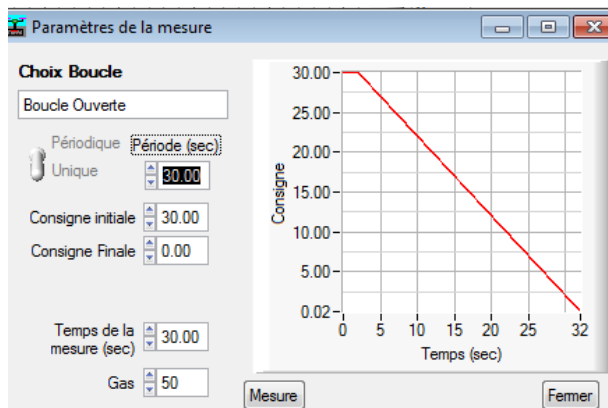 Paramètres de la mesure
Choix Boucle
Boucle Ouverte
Périodique
Unique
Période (sec)
30.00
Consigne initiale 30.00
Consigne Finale 0.00
Temps de la
mesure (sec) 30.00
Gas 50
Consigne
30.00
25.00
20.00
15.00
10.00
5.00
0.02
0 5 10 15 20 25 32
Temps (sec)
Mesure
Fermer